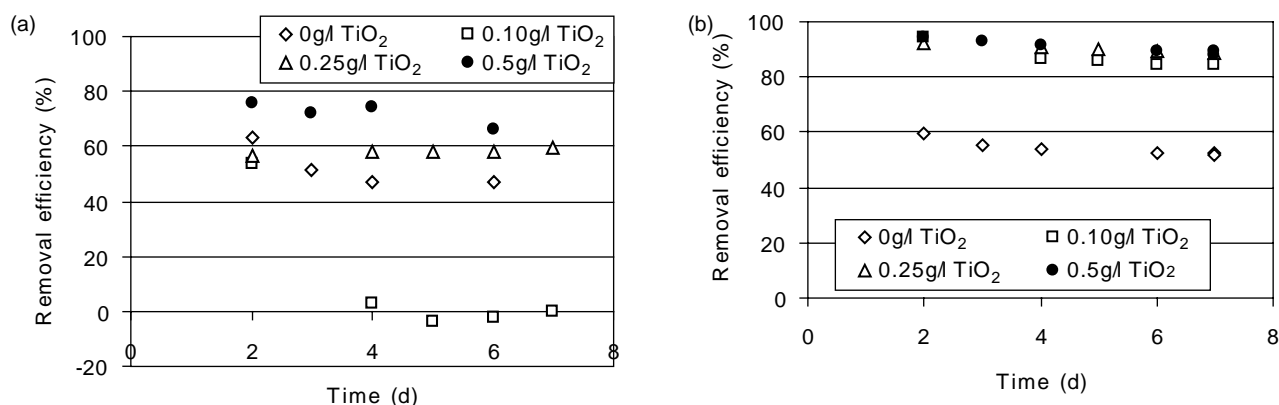 (a)
0g/l TiO2 0.10g/l TiO2
0.25g/l TiO2 0.5g/l TiO2
Removal efficiency (%)
100
80
60
40
20
0
-20
0 2 4 6 8
Time (d)
(b)
Removal efficiency (%)
100
80
60
40
20
0
0g/l TiO2 0.10g/l TiO2
0.25g/l TiO2 0.5g/l TiO2
0 2 4 6 8
Time (d)